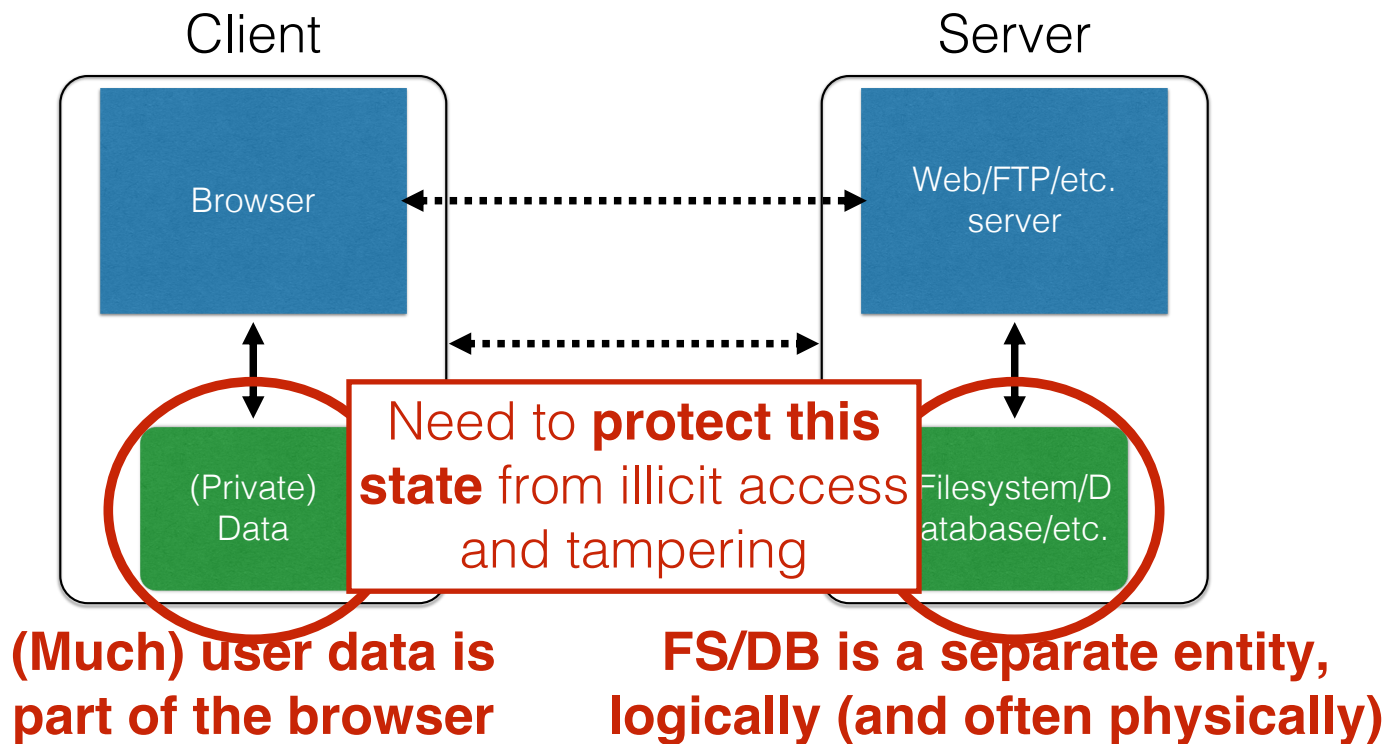 Client
Server
Browser
Web/FTP/etc.
server
Need to protect this
state from illicit access
and tampering
(Private)
Data
Filesystem/D
atabase/etc.
(Much) user data is
part of the browser
FS/DB is a separate entity,
logically (and often physically)